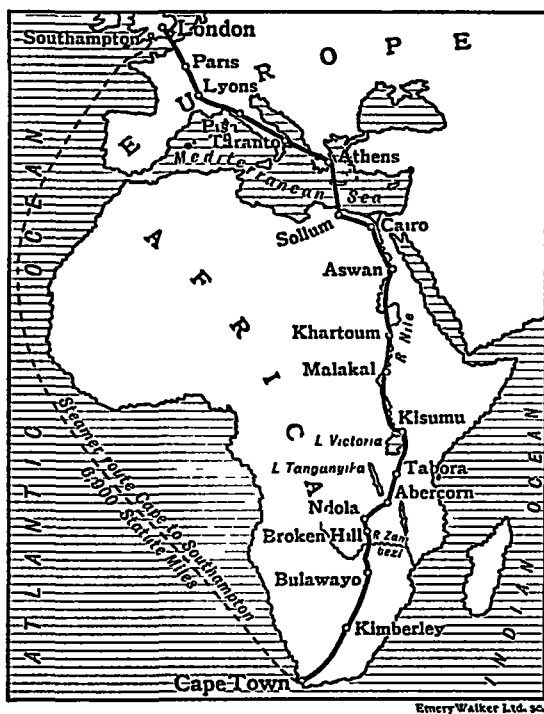 London
Southampton
Paris
Lyons
EUROPE
Pisa
Taranto
Athens
Mediterranean Sea
Sollum
Cairo
Aswan
AFRICA
Khartoum
R Nile
Malakal
Kisumu
L Victoria
L Tanganyika
Tabora
Abercorn
Ndola
Broken Hill
R Zambezi
Bulawayo
Kimberley
Cape Town
Steamer route Cape to Southampton
6,000 Statute Miles
ATLANTIC OCEAN
INDIAN OCEAN
Emery Walker Ltd. sc.